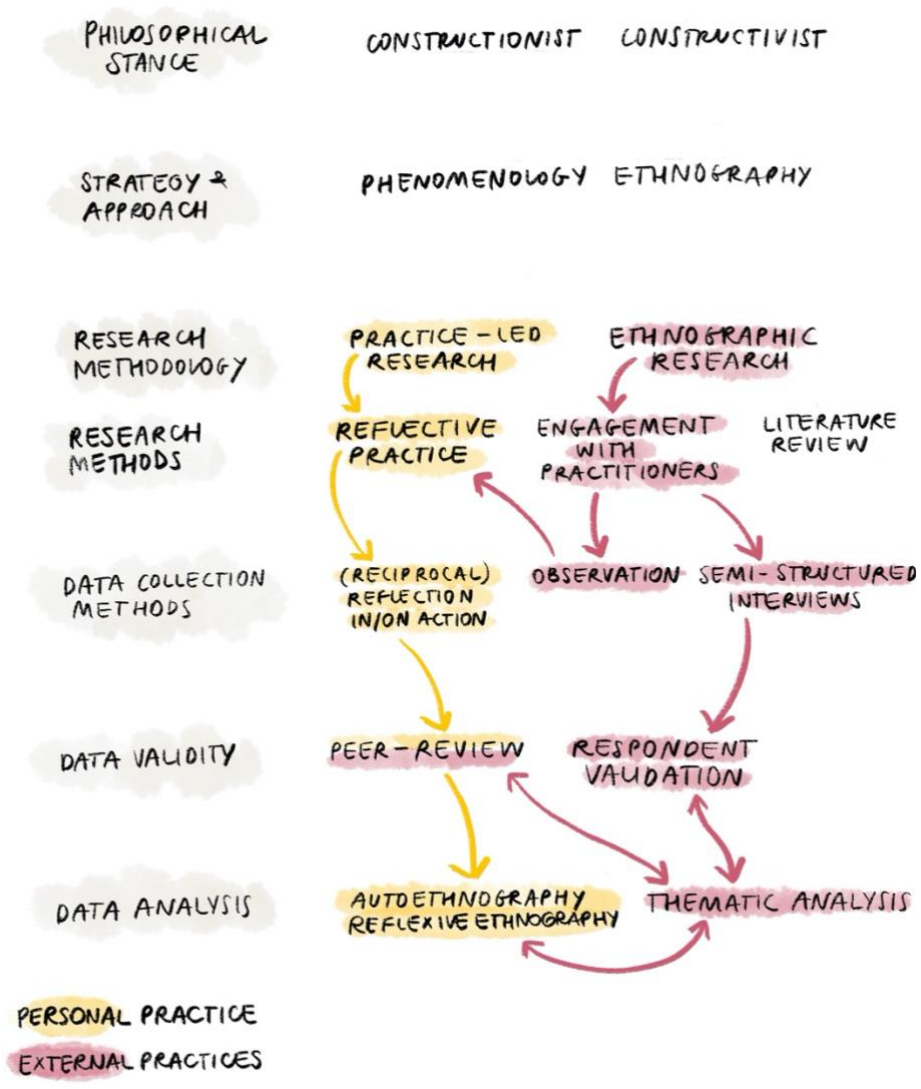 PHILOSOPHICAL
STANCE
CONSTRUCTIONIST
CONSTRUCTIVIST
STRATEGY &
APPROACH
PHENOMENOLOGY
ETHNOGRAPHY
RESEARCH
METHODOLOGY
PRACTICE-LED
RESEARCH
ETHNOGRAPHIC
RESEARCH
RESEARCH
METHODS
REFLECTIVE
PRACTICE
ENGAGEMENT
WITH
PRACTITIONERS
LITERATURE
REVIEW
DATA COLLECTION
METHODS
(RECIPROCAL)
REFLECTION
IN/ON ACTION
OBSERVATION
SEMI-STRUCTURED
INTERVIEWS
DATA VALIDITY
PEER-REVIEW
RESPONDENT
VALIDATION
DATA ANALYSIS
AUTOETHNOGRAPHY
REFLEXIVE ETHNOGRAPHY
THEMATIC ANALYSIS
PERSONAL PRACTICE
EXTERNAL PRACTICES